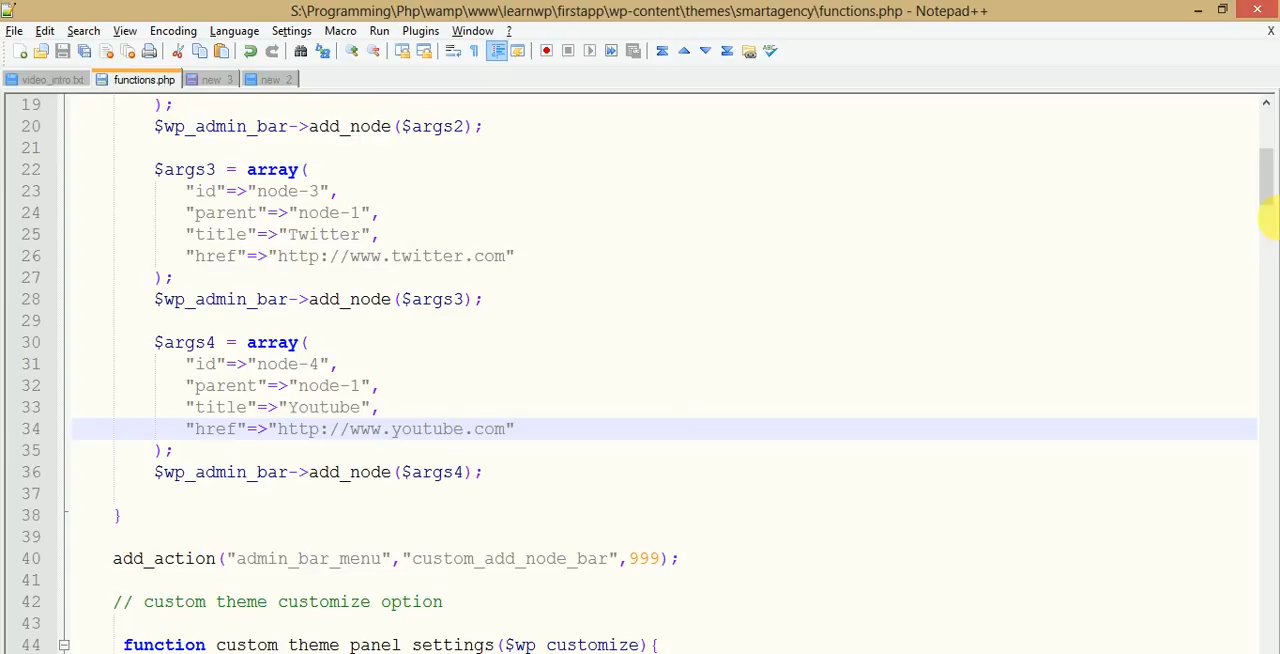 S:\Programming\Php\wamp\www\learnwp\firstapp\wp-content\themes\smartagency\functions.php - Notepad++
File Edit Search View Encoding Language Settings Macro Run Plugins Window ? X
video_intro.txt functions.php new 3 new 2
19 );
20 $wp_admin_bar->add_node($args2);
21
22 $args3 = array(
23 "id"=>"node-3",
24 "parent"=>"node-1",
25 "title"=>"Twitter",
26 "href"=>"http://www.twitter.com"
27 );
28 $wp_admin_bar->add_node($args3);
29
30 $args4 = array(
31 "id"=>"node-4",
32 "parent"=>"node-1",
33 "title"=>"Youtube",
34 "href"=>"http://www.youtube.com"
35 );
36 $wp_admin_bar->add_node($args4);
37
38 }
39
40 add_action("admin_bar_menu","custom_add_node_bar",999);
41
42 // custom theme customize option
43
44 function custom_theme_panel_settings($wp_customize){